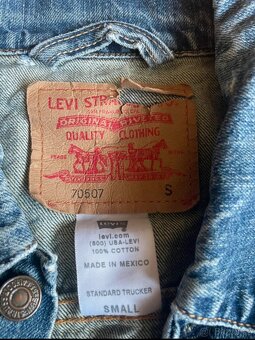 LEVI STRA
ORIGINAL RIVETED
QUALITY CLOTHING
70507 S
levi.com
(800) USA-LEVI
100% COTTON
MADE IN MEXICO
STANDARD TRUCKER
SMALL